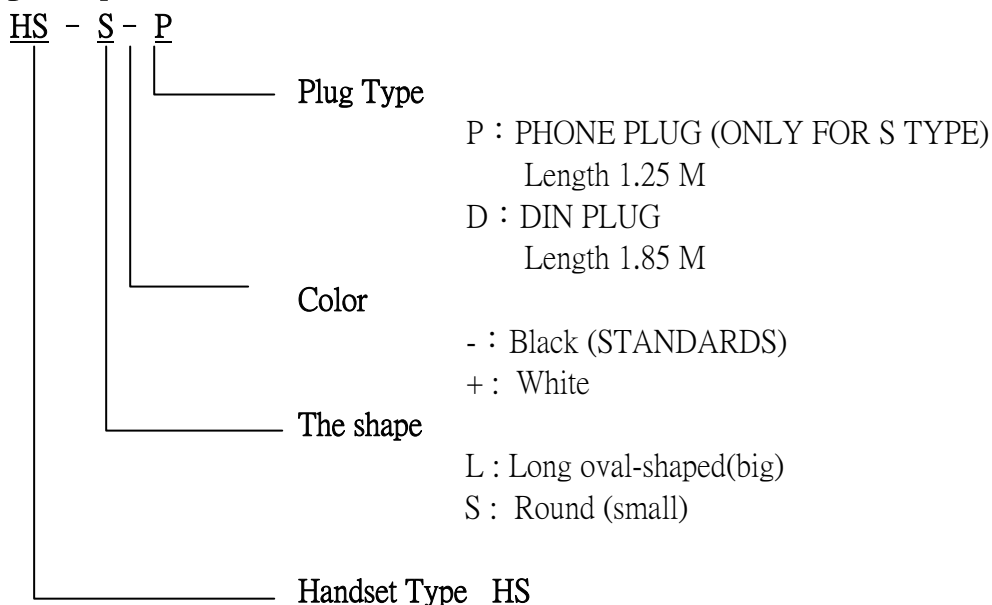 HS - S - P
Plug Type
P：PHONE PLUG (ONLY FOR S TYPE)
Length 1.25 M
D：DIN PLUG
Length 1.85 M
Color
-：Black (STANDARDS)
+ : White
The shape
L : Long oval-shaped(big)
S : Round (small)
Handset Type HS